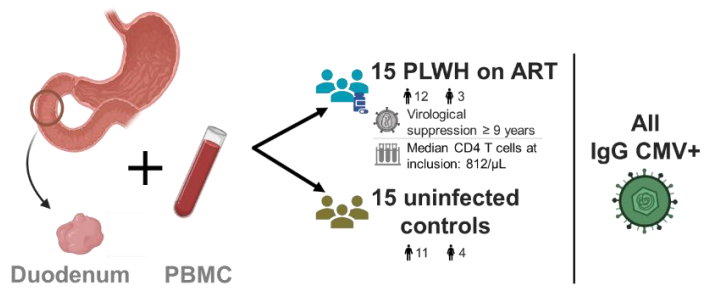 15 PLWH on ART
12 3
Virological
suppression ≥ 9 years
Median CD4 T cells at
inclusion: 812/µL
All
IgG CMV+
15 uninfected
controls
11 4
Duodenum
PBMC